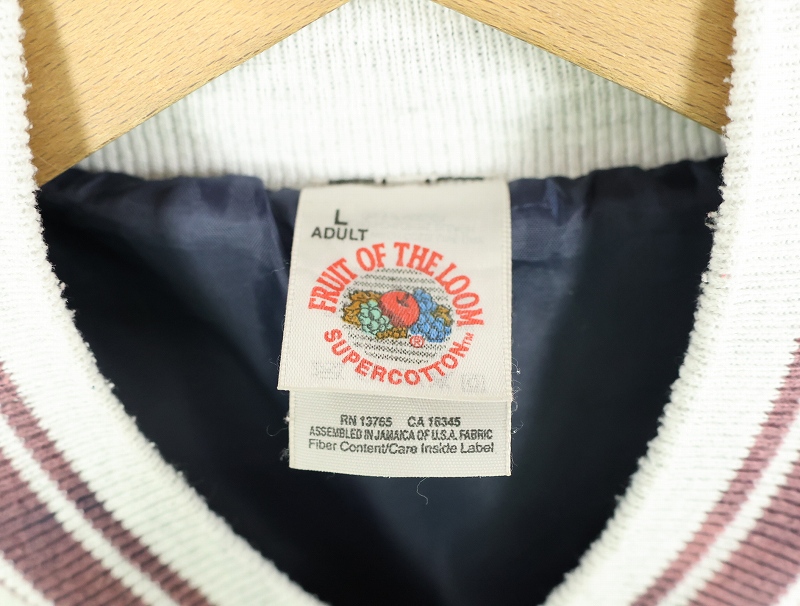 L
ADULT
FRUIT OF THE LOOM
®
SUPERCOTTON™
RN 13765 CA 16345
ASSEMBLED IN JAMAICA OF U.S.A. FABRIC
Fiber Content/Care Inside Label